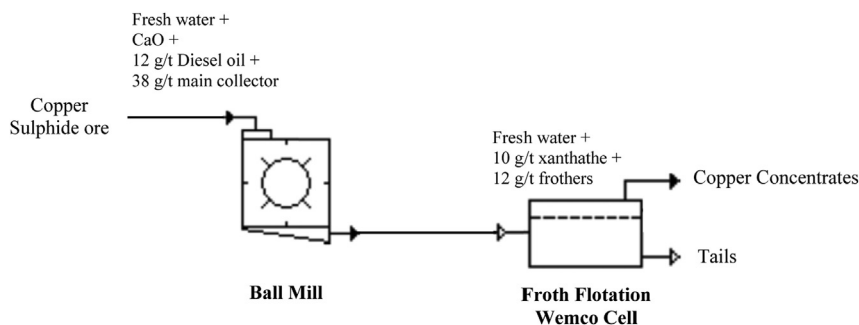 Fresh water +
CaO +
12 g/t Diesel oil +
38 g/t main collector
Copper
Sulphide ore
Fresh water +
10 g/t xanthathe +
12 g/t frothers
Copper Concentrates
Tails
Ball Mill
Froth Flotation
Wemco Cell